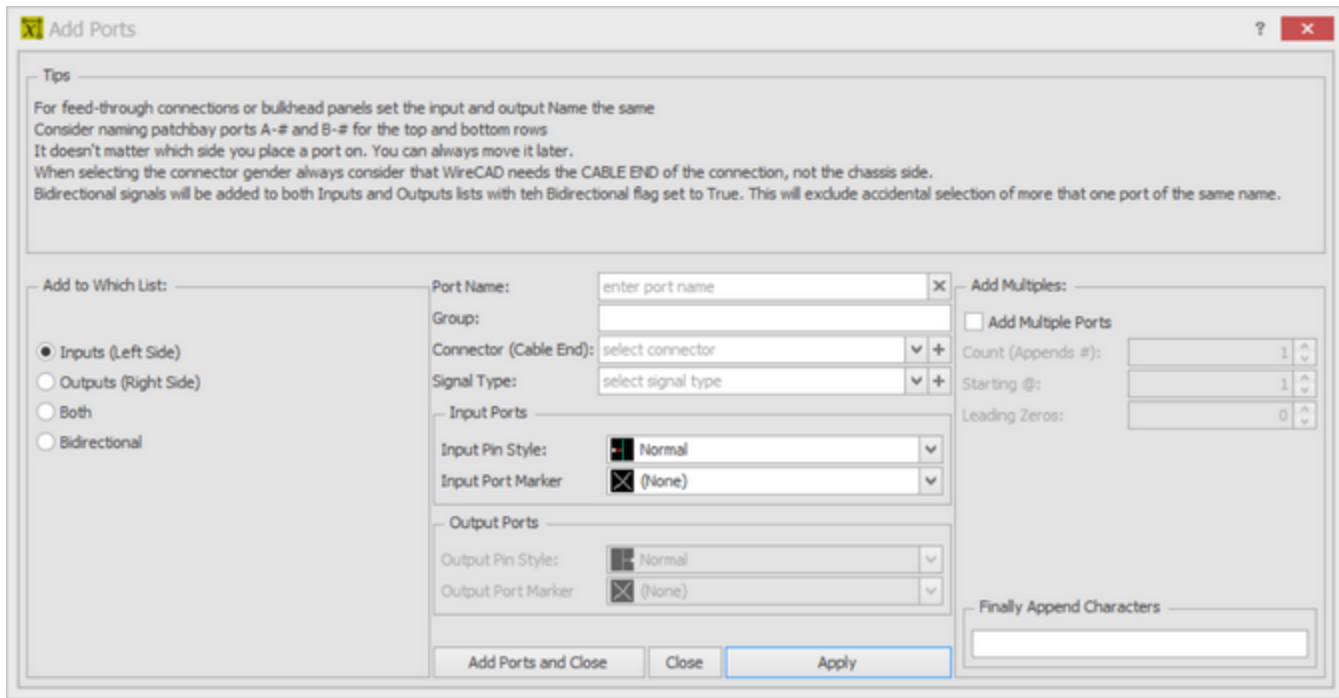 Add Ports
?
Tips
For feed-through connections or bulkhead panels set the input and output Name the same
Consider naming patchbay ports A-# and B-# for the top and bottom rows
It doesn't matter which side you place a port on. You can always move it later.
When selecting the connector gender always consider that WireCAD needs the CABLE END of the connection, not the chassis side.
Bidirectional signals will be added to both Inputs and Outputs lists with teh Bidirectional flag set to True. This will exclude accidental selection of more that one port of the same name.
Add to Which List:
Inputs (Left Side)
Outputs (Right Side)
Both
Bidirectional
Port Name: enter port name
Group:
Connector (Cable End): select connector
Signal Type: select signal type
Input Ports
Input Pin Style: Normal
Input Port Marker (None)
Output Ports
Output Pin Style: Normal
Output Port Marker (None)
Add Ports and Close Close Apply
Add Multiples:
Add Multiple Ports
Count (Appends #): 1
Starting @: 1
Leading Zeros: 0
Finally Append Characters